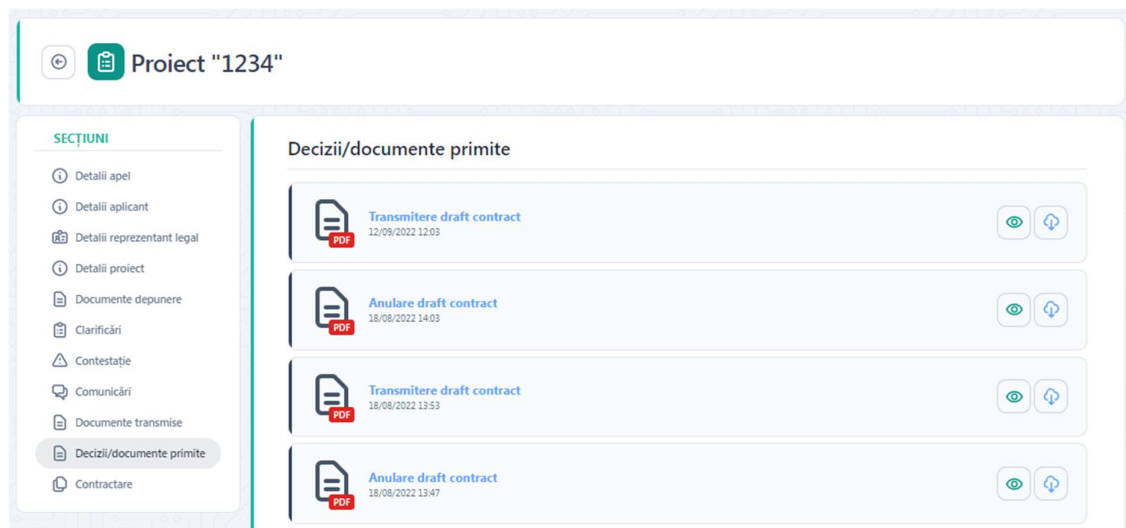 Proiect "1234"
SECȚIUNI
Detalii apel
Detalii aplicant
Detalii reprezentant legal
Detalii proiect
Documente depunere
Clarificări
Contestație
Comunicări
Documente transmise
Decizii/documente primite
Contractare
Decizii/documente primite
PDF
Transmitere draft contract
12/09/2022 12:03
PDF
Anulare draft contract
18/08/2022 14:03
PDF
Transmitere draft contract
18/08/2022 13:53
PDF
Anulare draft contract
18/08/2022 13:47